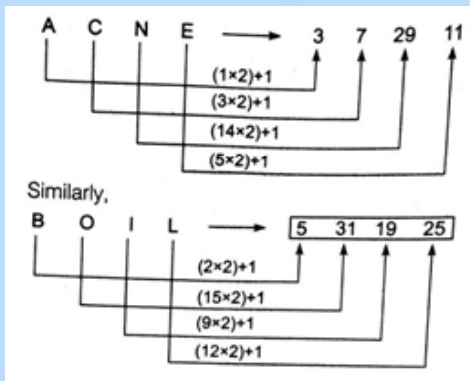 A C N E → 3 7 29 11
(1×2)+1
(3×2)+1
(14×2)+1
(5×2)+1
Similarly,
B O I L → 5 31 19 25
(2×2)+1
(15×2)+1
(9×2)+1
(12×2)+1